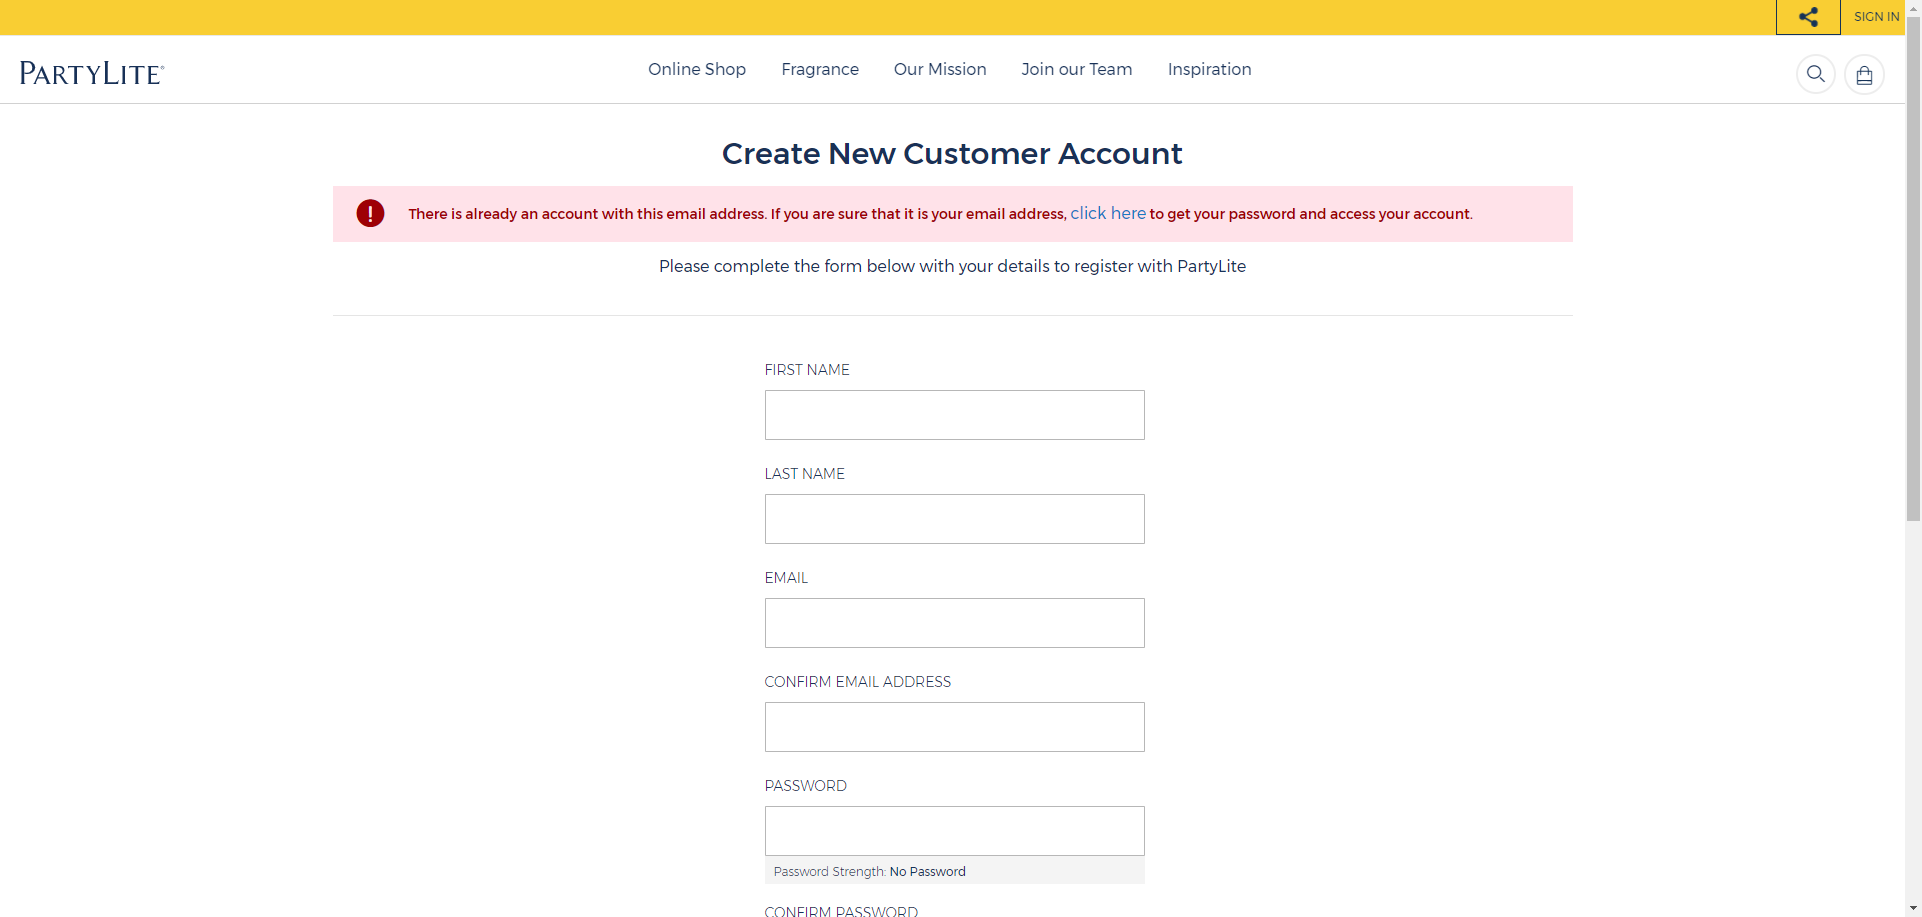 SIGN IN
PARTYLITE®
Online Shop Fragrance Our Mission Join our Team Inspiration
Create New Customer Account
There is already an account with this email address. If you are sure that it is your email address, click here to get your password and access your account.
Please complete the form below with your details to register with PartyLite
FIRST NAME
LAST NAME
EMAIL
CONFIRM EMAIL ADDRESS
PASSWORD
Password Strength: No Password
CONFIRM PASSWORD